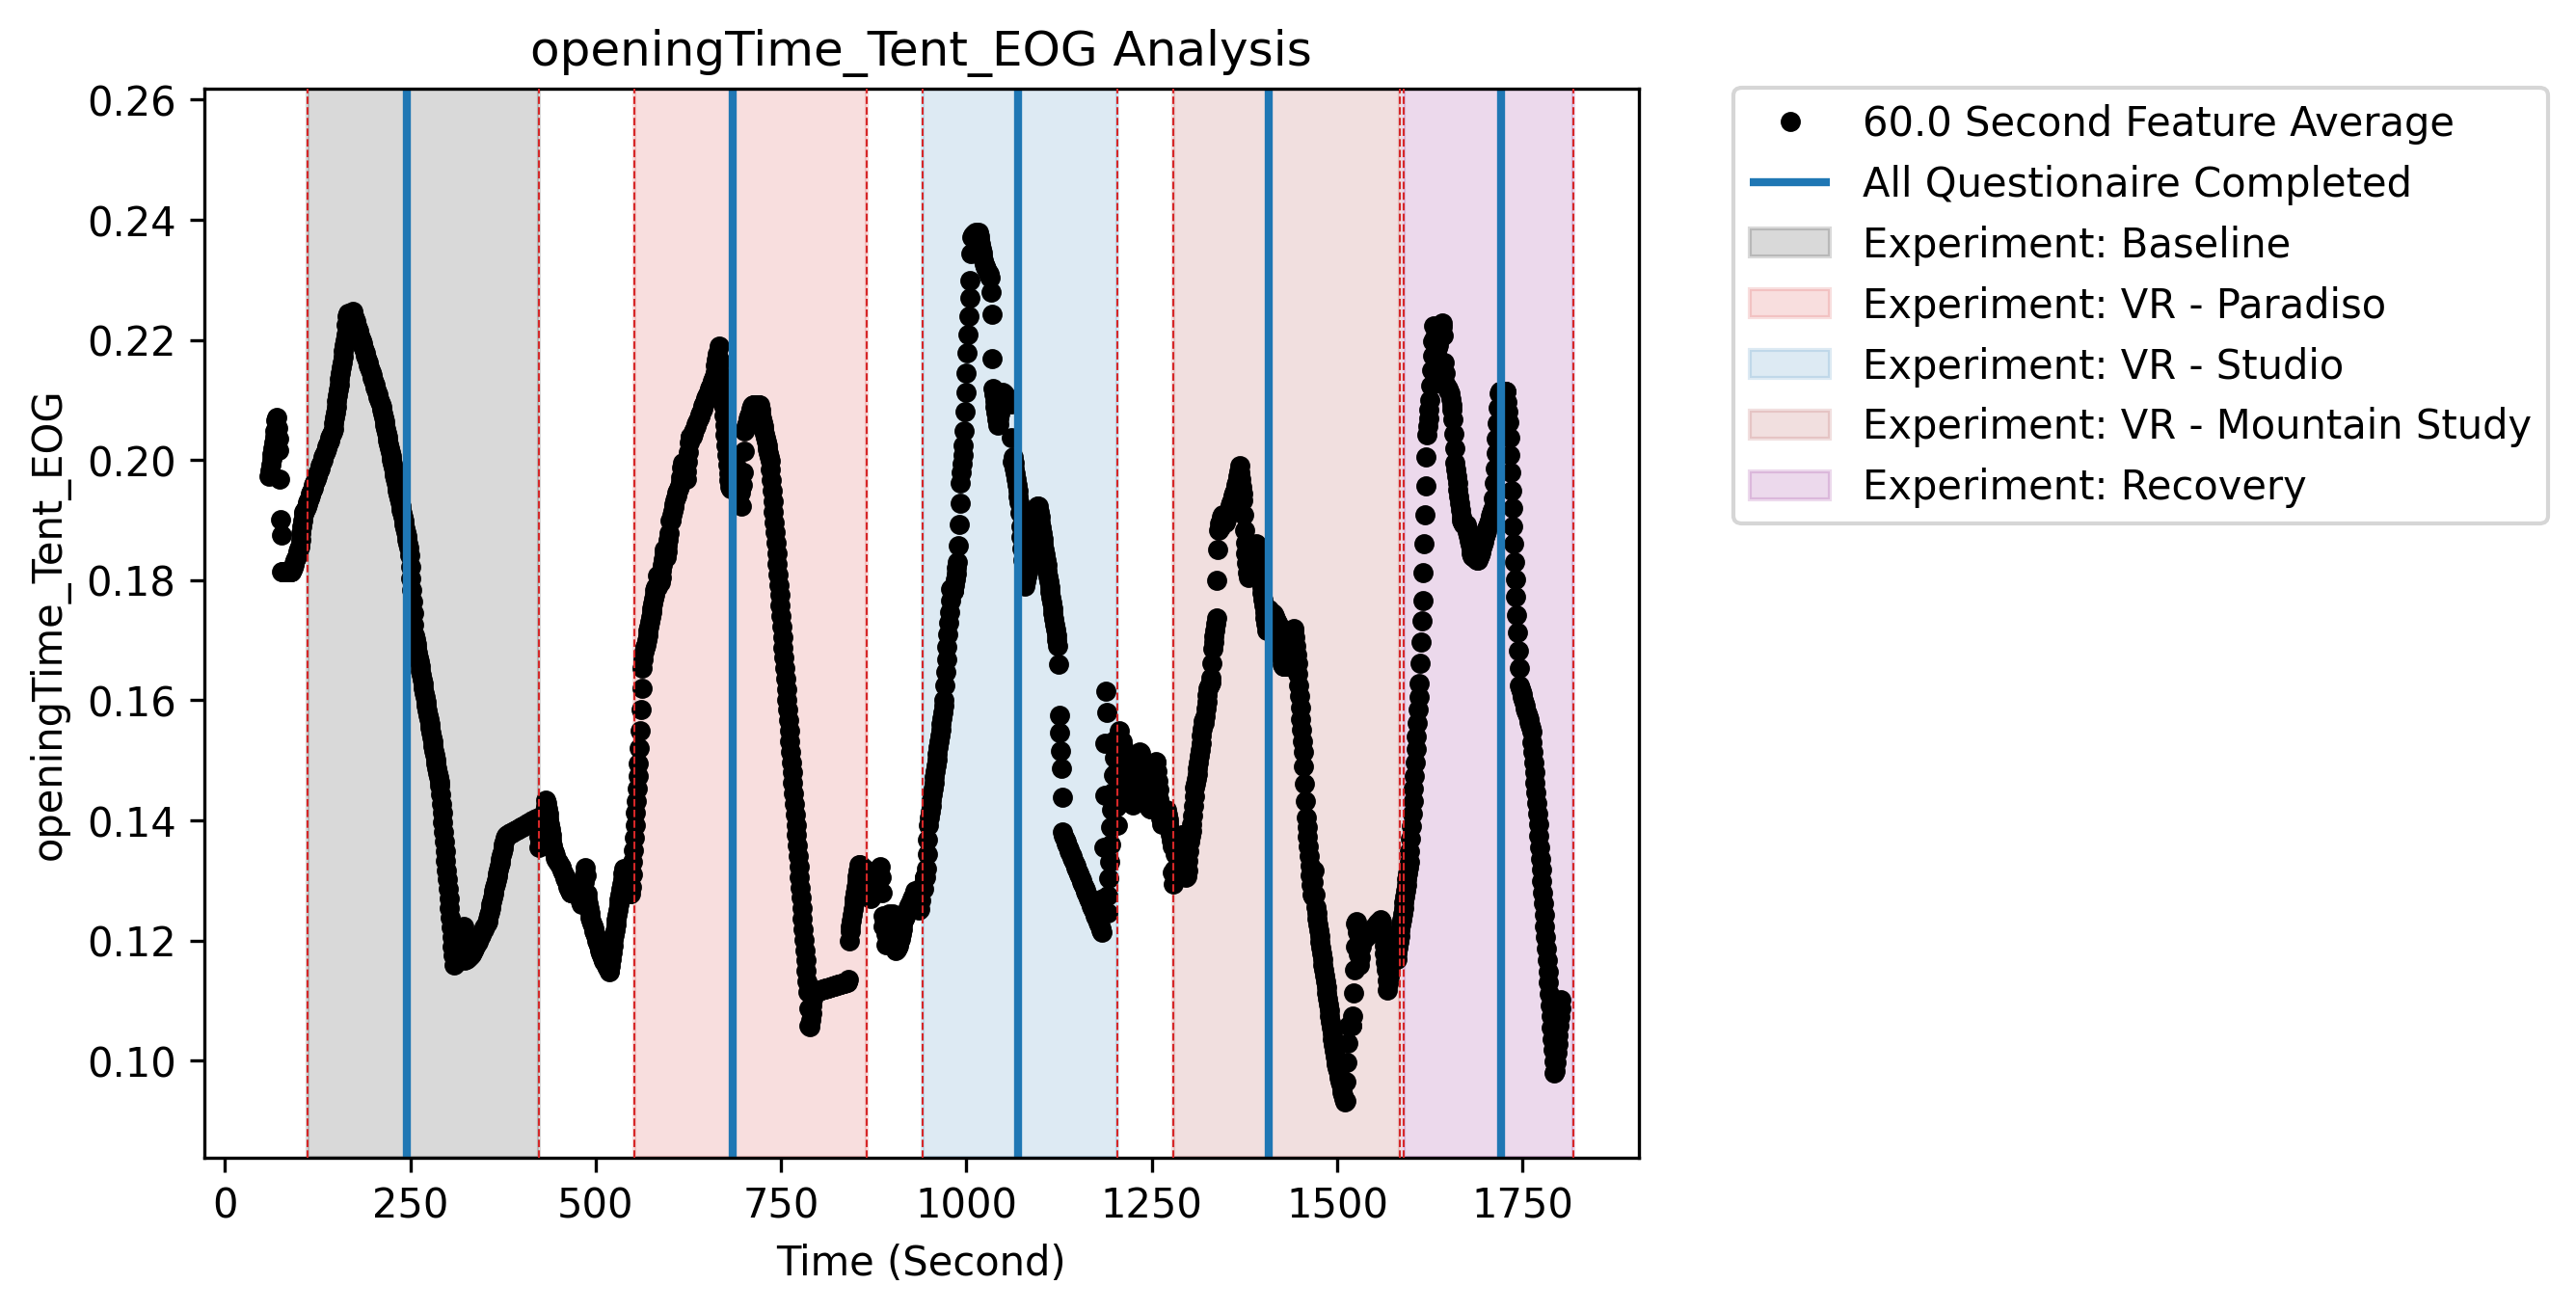 openingTime_Tent_EOG Analysis
0.26
0.24
0.22
0.20
0.18
0.16
0.14
0.12
0.10
openingTime_Tent_EOG
0 250 500 750 1000 1250 1500 1750
Time (Second)
60.0 Second Feature Average
All Questionaire Completed
Experiment: Baseline
Experiment: VR - Paradiso
Experiment: VR - Studio
Experiment: VR - Mountain Study
Experiment: Recovery